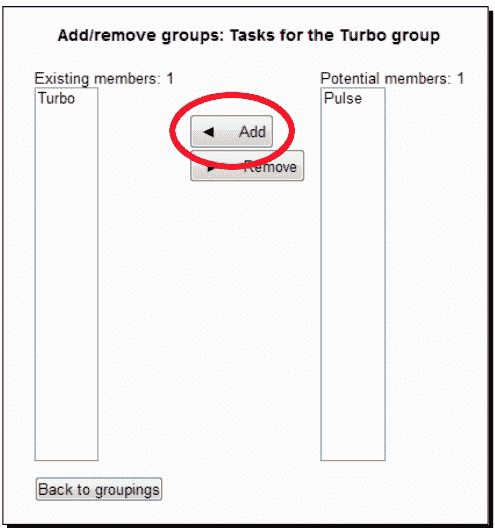 Add/remove groups: Tasks for the Turbo group
Existing members: 1
Potential members: 1
Turbo
Pulse
◄ Add
► Remove
Back to groupings